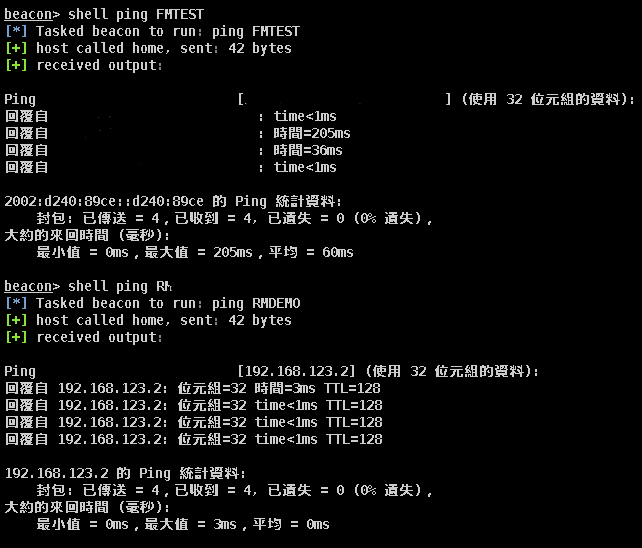 beacon> shell ping FMTEST
[*] Tasked beacon to run: ping FMTEST
[+] host called home, sent: 42 bytes
[+] received output:
Ping [ ] (使用 32 位元組的資料):
回覆自 : time<1ms
回覆自 : 時間=205ms
回覆自 : 時間=36ms
回覆自 : time<1ms
2002:d240:89ce::d240:89ce 的 Ping 統計資料:
封包: 已傳送 = 4，已收到 = 4, 已遺失 = 0 (0% 遺失)，
大約的來回時間 (毫秒):
最小值 = 0ms，最大值 = 205ms，平均 = 60ms
beacon> shell ping
[*] Tasked beacon to run: ping RMDEMO
[+] host called home, sent: 42 bytes
[+] received output:
Ping [192.168.123.2] (使用 32 位元組的資料):
回覆自 192.168.123.2: 位元組=32 時間=3ms TTL=128
回覆自 192.168.123.2: 位元組=32 time<1ms TTL=128
回覆自 192.168.123.2: 位元組=32 time<1ms TTL=128
回覆自 192.168.123.2: 位元組=32 time<1ms TTL=128
192.168.123.2 的 Ping 統計資料:
封包: 已傳送 = 4，已收到 = 4, 已遺失 = 0 (0% 遺失)，
大約的來回時間 (毫秒):
最小值 = 0ms，最大值 = 3ms，平均 = 0ms